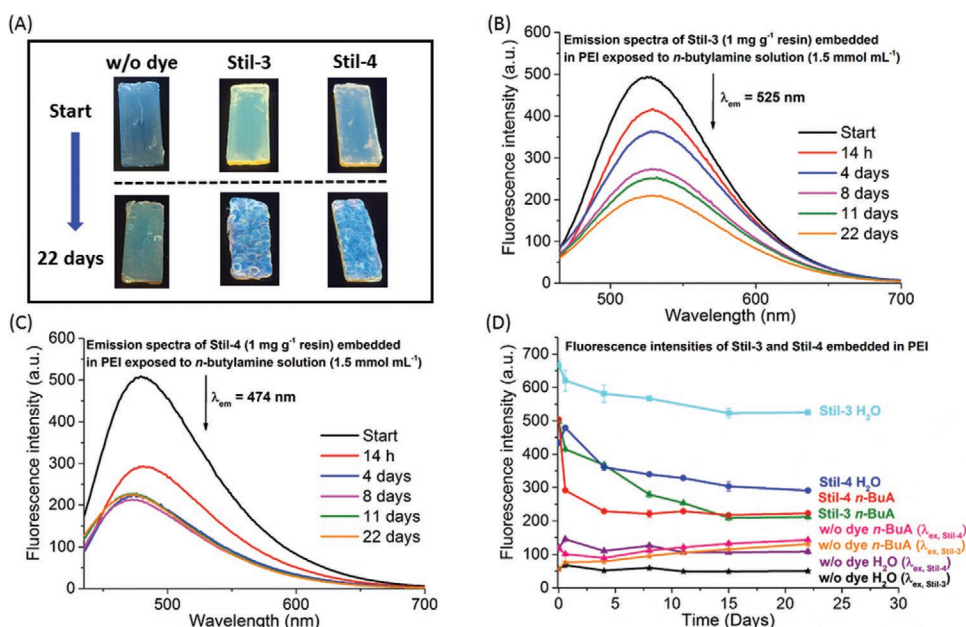 (A)
w/o dye Stil-3 Stil-4
Start
22 days
(B)
Emission spectra of Stil-3 (1 mg g⁻¹ resin) embedded
in PEI exposed to n-butylamine solution (1.5 mmol mL⁻¹)
λem = 525 nm
Start
14 h
4 days
8 days
11 days
22 days
Fluorescence intensity (a.u.)
600
500
400
300
200
100
0
500 600 700
Wavelength (nm)
(C)
Emission spectra of Stil-4 (1 mg g⁻¹ resin) embedded
in PEI exposed to n-butylamine solution (1.5 mmol mL⁻¹)
λem = 474 nm
Start
14 h
4 days
8 days
11 days
22 days
Fluorescence intensity (a.u.)
600
500
400
300
200
100
0
500 600 700
Wavelength (nm)
(D)
Fluorescence intensities of Stil-3 and Stil-4 embedded in PEI
Stil-3 H₂O
Stil-4 H₂O
Stil-4 n-BuA
Stil-3 n-BuA
w/o dye n-BuA (λex, Stil-4)
w/o dye n-BuA (λex, Stil-3)
w/o dye H₂O (λex, Stil-4)
w/o dye H₂O (λex, Stil-3)
Fluorescence intensity (a.u.)
700
600
500
400
300
200
100
0
0 5 10 15 20 25 30
Time (Days)